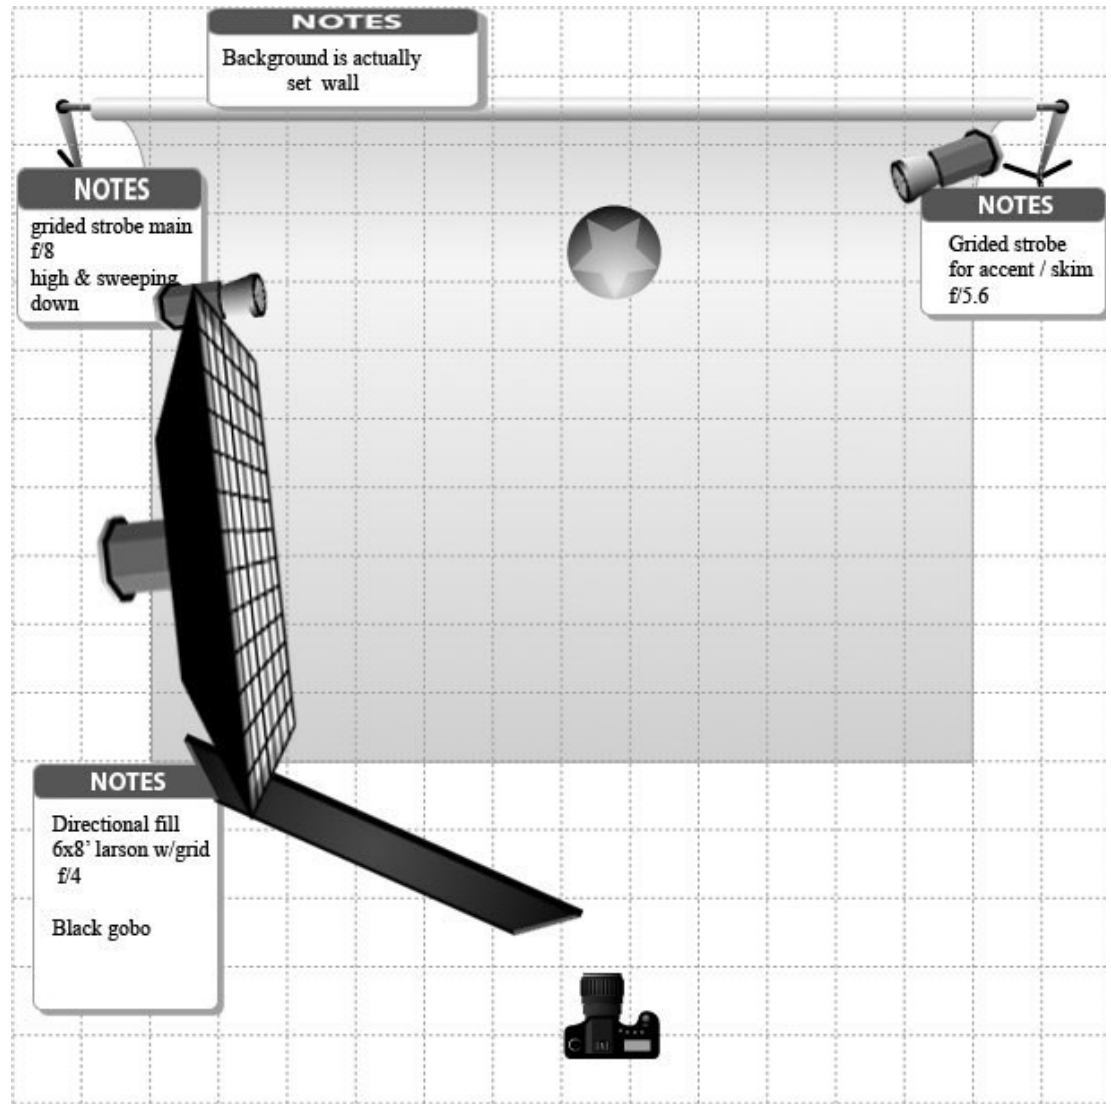 NOTES
Background is actually
set wall
NOTES
grided strobe main
f/8
high & sweeping
down
NOTES
Grided strobe
for accent / skim
f/5.6
NOTES
Directional fill
6x8’ larson w/grid
f/4
Black gobo